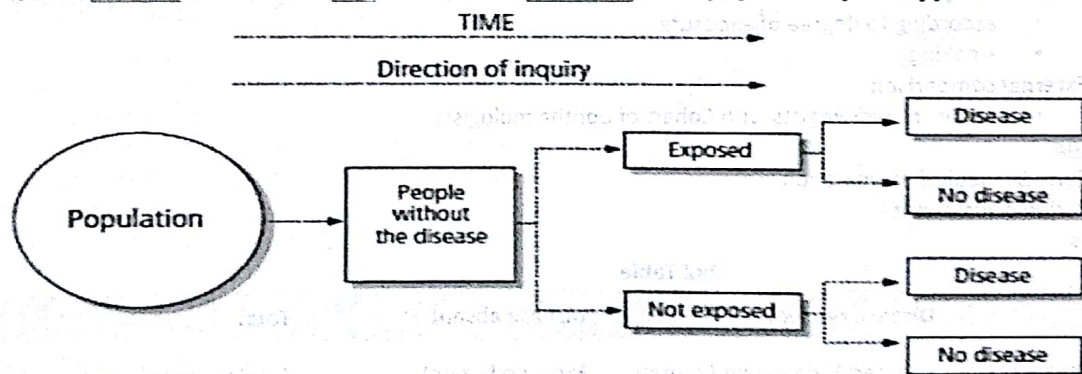 TIME
Direction of inquiry
Population
People
without
the disease
Exposed
Not exposed
Disease
No disease
Disease
No disease